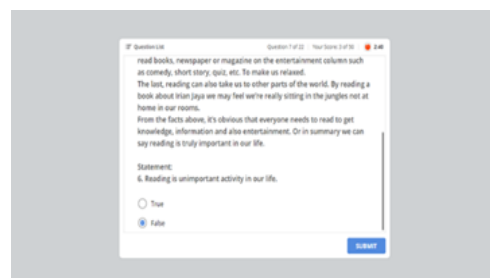 Question List
Question 7 of 22
Your Score: 3 of 50
2:40
read books, newspaper or magazine on the entertainment column such
as comedy, short story, quiz, etc. To make us relaxed.
The last, reading can also take us to other parts of the world. By reading a
book about Irian Jaya we may feel we're really sitting in the jungles not at
home in our rooms.
From the facts above, it's obvious that everyone needs to read to get
knowledge, information and also entertainment. Or in summary we can
say reading is truly important in our life.
Statement:
6. Reading is unimportant activity in our life.
True
False
SUBMIT